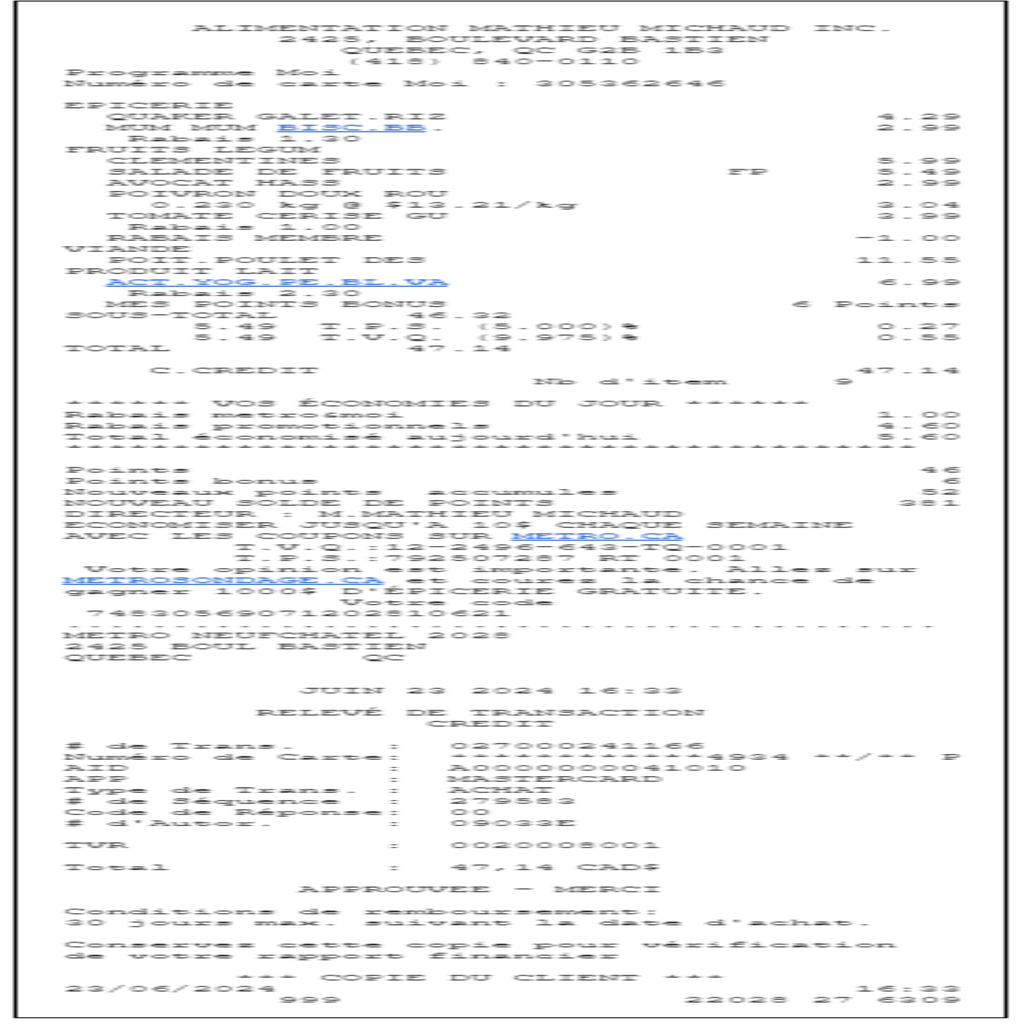 ALIMENTATION MATHIEU MICHAUD INC.
2425, BOULEVARD BASTIEN
QUEBEC, QC G2B 1B3
(418) 840-0110
Programme Moi
Numéro de carte Moi : 305362646
EPICERIE
QUAKER GALET.RIZ 4.29
MUM MUM BISC.BB. 2.99
Rabais 1.30
FRUITS LEGUM
CLEMENTINES 5.99
SALADE DE FRUITS FP 5.49
AVOCAT HASS 2.99
POIVRON DOUX ROU
0.230 kg @ $13.21/kg 3.04
TOMATE CERISE GU 3.99
Rabais 1.00
RABAIS MEMBRE -1.00
VIANDE
POIT.POULET DES 11.55
PRODUIT LAIT
ACT.YOG.PE.BL.VA 6.99
Rabais 2.30
MES POINTS BONUS 6 Points
SOUS-TOTAL 46.32
5.49 T.P.S. (5.000)% 0.27
5.49 T.V.Q. (9.975)% 0.55
TOTAL 47.14
C.CREDIT 47.14
Nb d'item 9
****** VOS ÉCONOMIES DU JOUR ******
Rabais metro&moi 1.00
Rabais promotionnels 4.60
Total économisé aujourd'hui 5.60
****************************************
Points 46
Points bonus 6
Nouveaux points accumules 52
NOUVEAU SOLDE DE POINTS 381
DIRECTEUR : M.MATHIEU MICHAUD
ECONOMISER JUSQU'A 10$ CHAQUE SEMAINE
AVEC LES COUPONS SUR METRO.CA
T.V.Q.:12-2496-643-TQ-0001
T.P.S.:792507287 RT 0001
Votre opinion est importante. Allez sur
METROSONDAGE.CA et courez la chance de
gagner 1000$ D'ÉPICERIE GRATUITE.
Votre code
748305690712028106​21
- - - - - - - - - - - - - - - - - - - - -
METRO NEUFCHATEL 2028
2425 BOUL BASTIEN
QUEBEC QC
JUIN 23 2024 16:33
RELEVÉ DE TRANSACTION
CREDIT
# de Trans. : 027000241166
Numéro de Carte: ************4934 **/** P
AID : A0000000041010
APP : MASTERCARD
Type de Trans. : ACHAT
# de Séquence : 279583
Code de Réponse: 00
# d'Autor. : 09033E
TVR : 0020008001
Total : 47,14 CAD$
APPROUVEE - MERCI
Conditions de remboursement:
30 jours max. suivant la date d'achat.
Conservez cette copie pour vérification
de votre rapport financier
*** COPIE DU CLIENT ***
23/06/2024 16:33
999 22028 27 6309